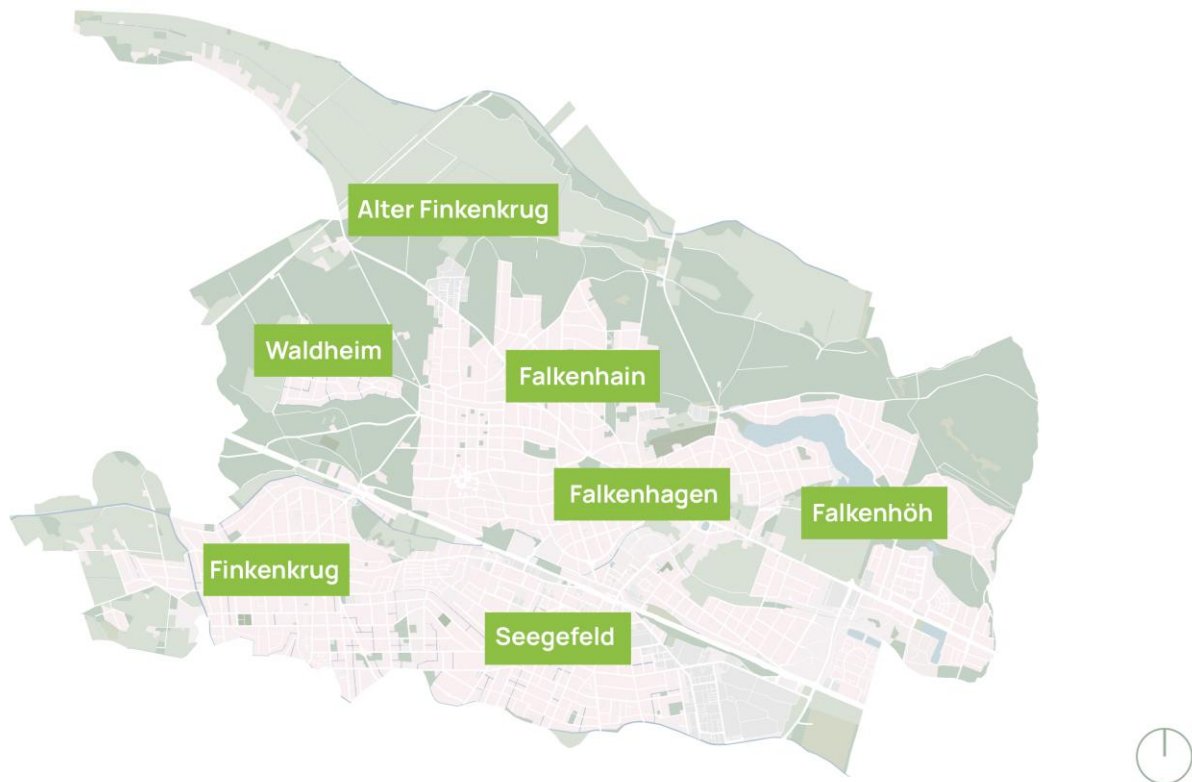 Alter Finkenkrug
Waldheim
Falkenhain
Falkenhagen
Falkenhöh
Finkenkrug
Seegefeld